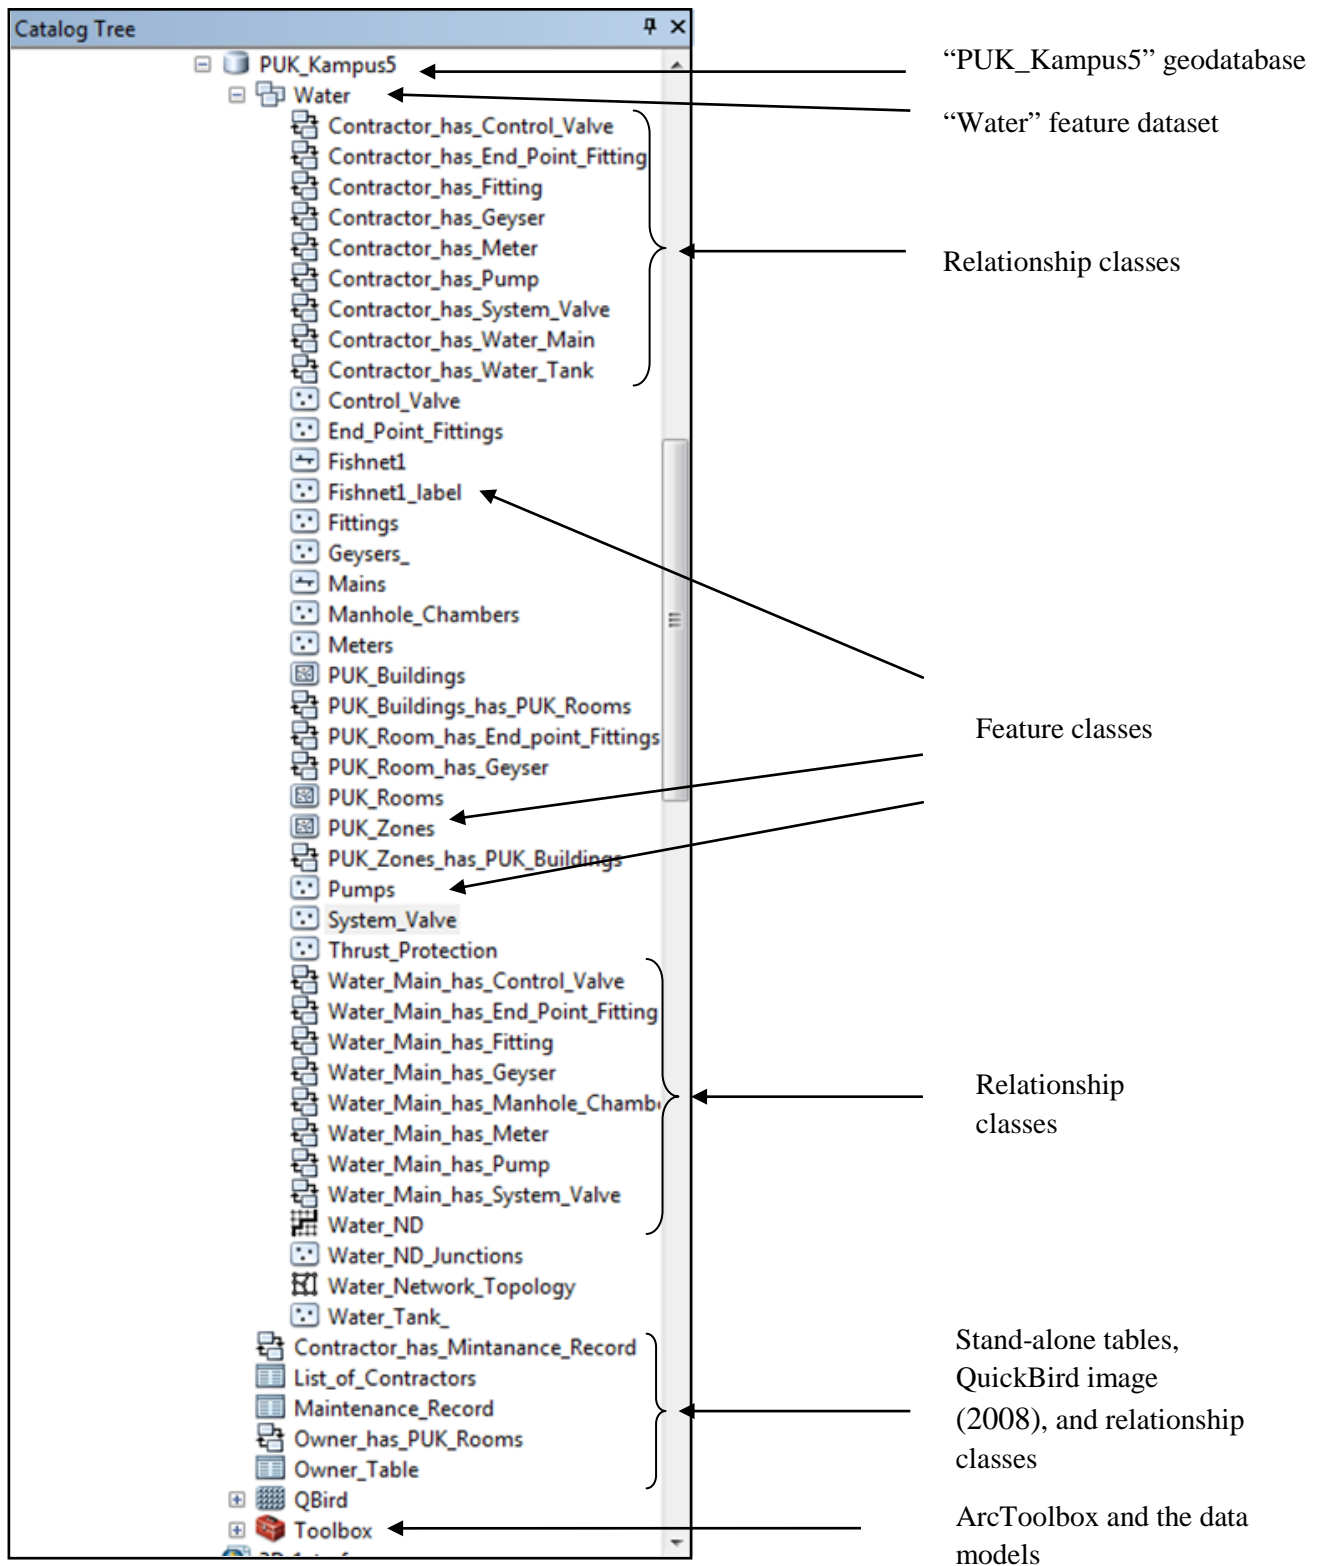 Catalog Tree
PUK_Kampus5
Water
Contractor_has_Control_Valve
Contractor_has_End_Point_Fitting
Contractor_has_Fitting
Contractor_has_Geyser
Contractor_has_Meter
Contractor_has_Pump
Contractor_has_System_Valve
Contractor_has_Water_Main
Contractor_has_Water_Tank
Control_Valve
End_Point_Fittings
Fishnet1
Fishnet1_label
Fittings
Geysers_
Mains
Manhole_Chambers
Meters
PUK_Buildings
PUK_Buildings_has_PUK_Rooms
PUK_Room_has_End_point_Fittings
PUK_Room_has_Geyser
PUK_Rooms
PUK_Zones
PUK_Zones_has_PUK_Buildings
Pumps
System_Valve
Thrust_Protection
Water_Main_has_Control_Valve
Water_Main_has_End_Point_Fitting
Water_Main_has_Fitting
Water_Main_has_Geyser
Water_Main_has_Manhole_Chamb
Water_Main_has_Meter
Water_Main_has_Pump
Water_Main_has_System_Valve
Water_ND
Water_ND_Junctions
Water_Network_Topology
Water_Tank_
Contractor_has_Mintanance_Record
List_of_Contractors
Maintenance_Record
Owner_has_PUK_Rooms
Owner_Table
QBird
Toolbox
“PUK_Kampus5” geodatabase
“Water” feature dataset
Relationship classes
Feature classes
Relationship
classes
Stand-alone tables,
QuickBird image
(2008), and relationship
classes
ArcToolbox and the data
models